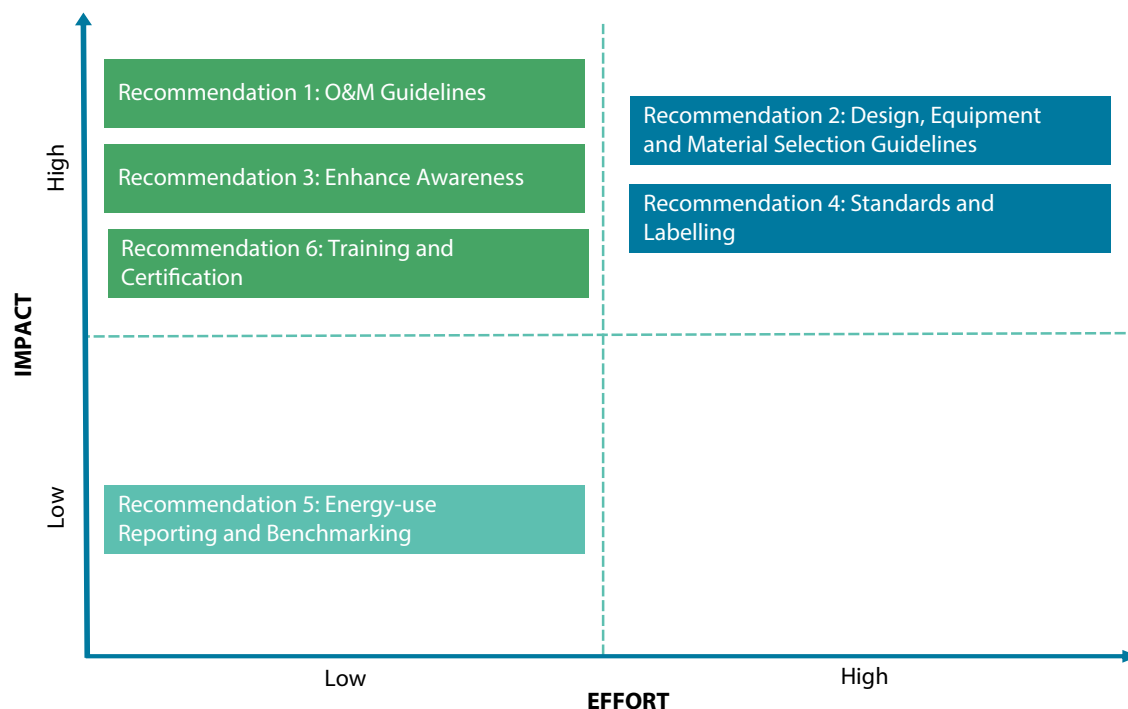 Recommendation 1: O&M Guidelines
Recommendation 2: Design, Equipment
and Material Selection Guidelines
Recommendation 3: Enhance Awareness
Recommendation 4: Standards and
Labelling
Recommendation 6: Training and
Certification
Recommendation 5: Energy-use
Reporting and Benchmarking
High
IMPACT
Low
Low
High
EFFORT